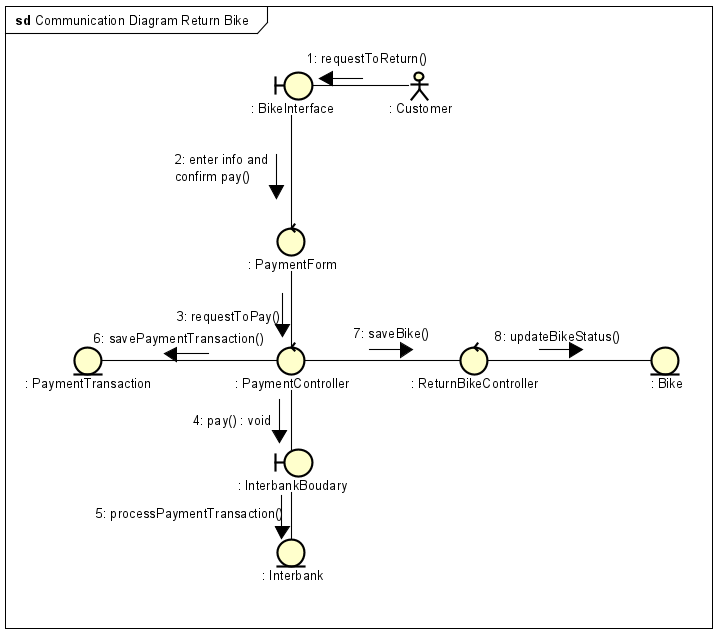 sd Communication Diagram Return Bike
1: requestToReturn()
: BikeInterface
: Customer
2: enter info and
confirm pay()
: PaymentForm
3: requestToPay()
6: savePaymentTransaction()
7: saveBike()
8: updateBikeStatus()
: PaymentTransaction
: PaymentController
: ReturnBikeController
: Bike
4: pay() : void
: InterbankBoudary
5: processPaymentTransaction()
: Interbank